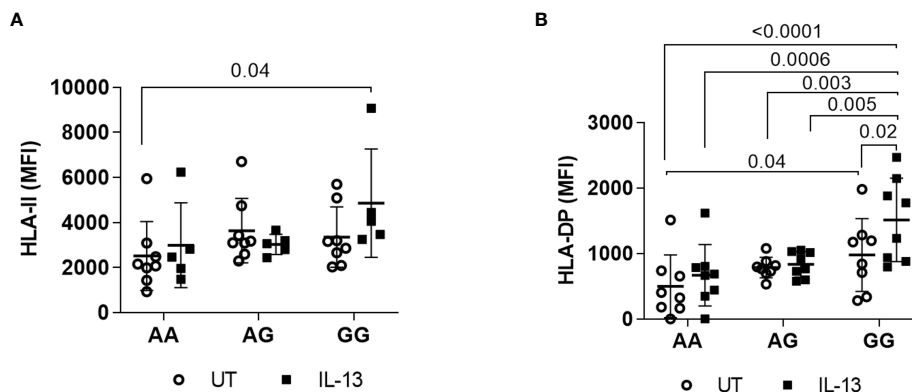 A
HLA-II (MFI)
10000
8000
6000
4000
2000
0
0.04
AA AG GG
UT IL-13
B
HLA-DP (MFI)
3000
2000
1000
0
<0.0001
0.0006
0.003
0.005
0.02
0.04
AA AG GG
UT IL-13